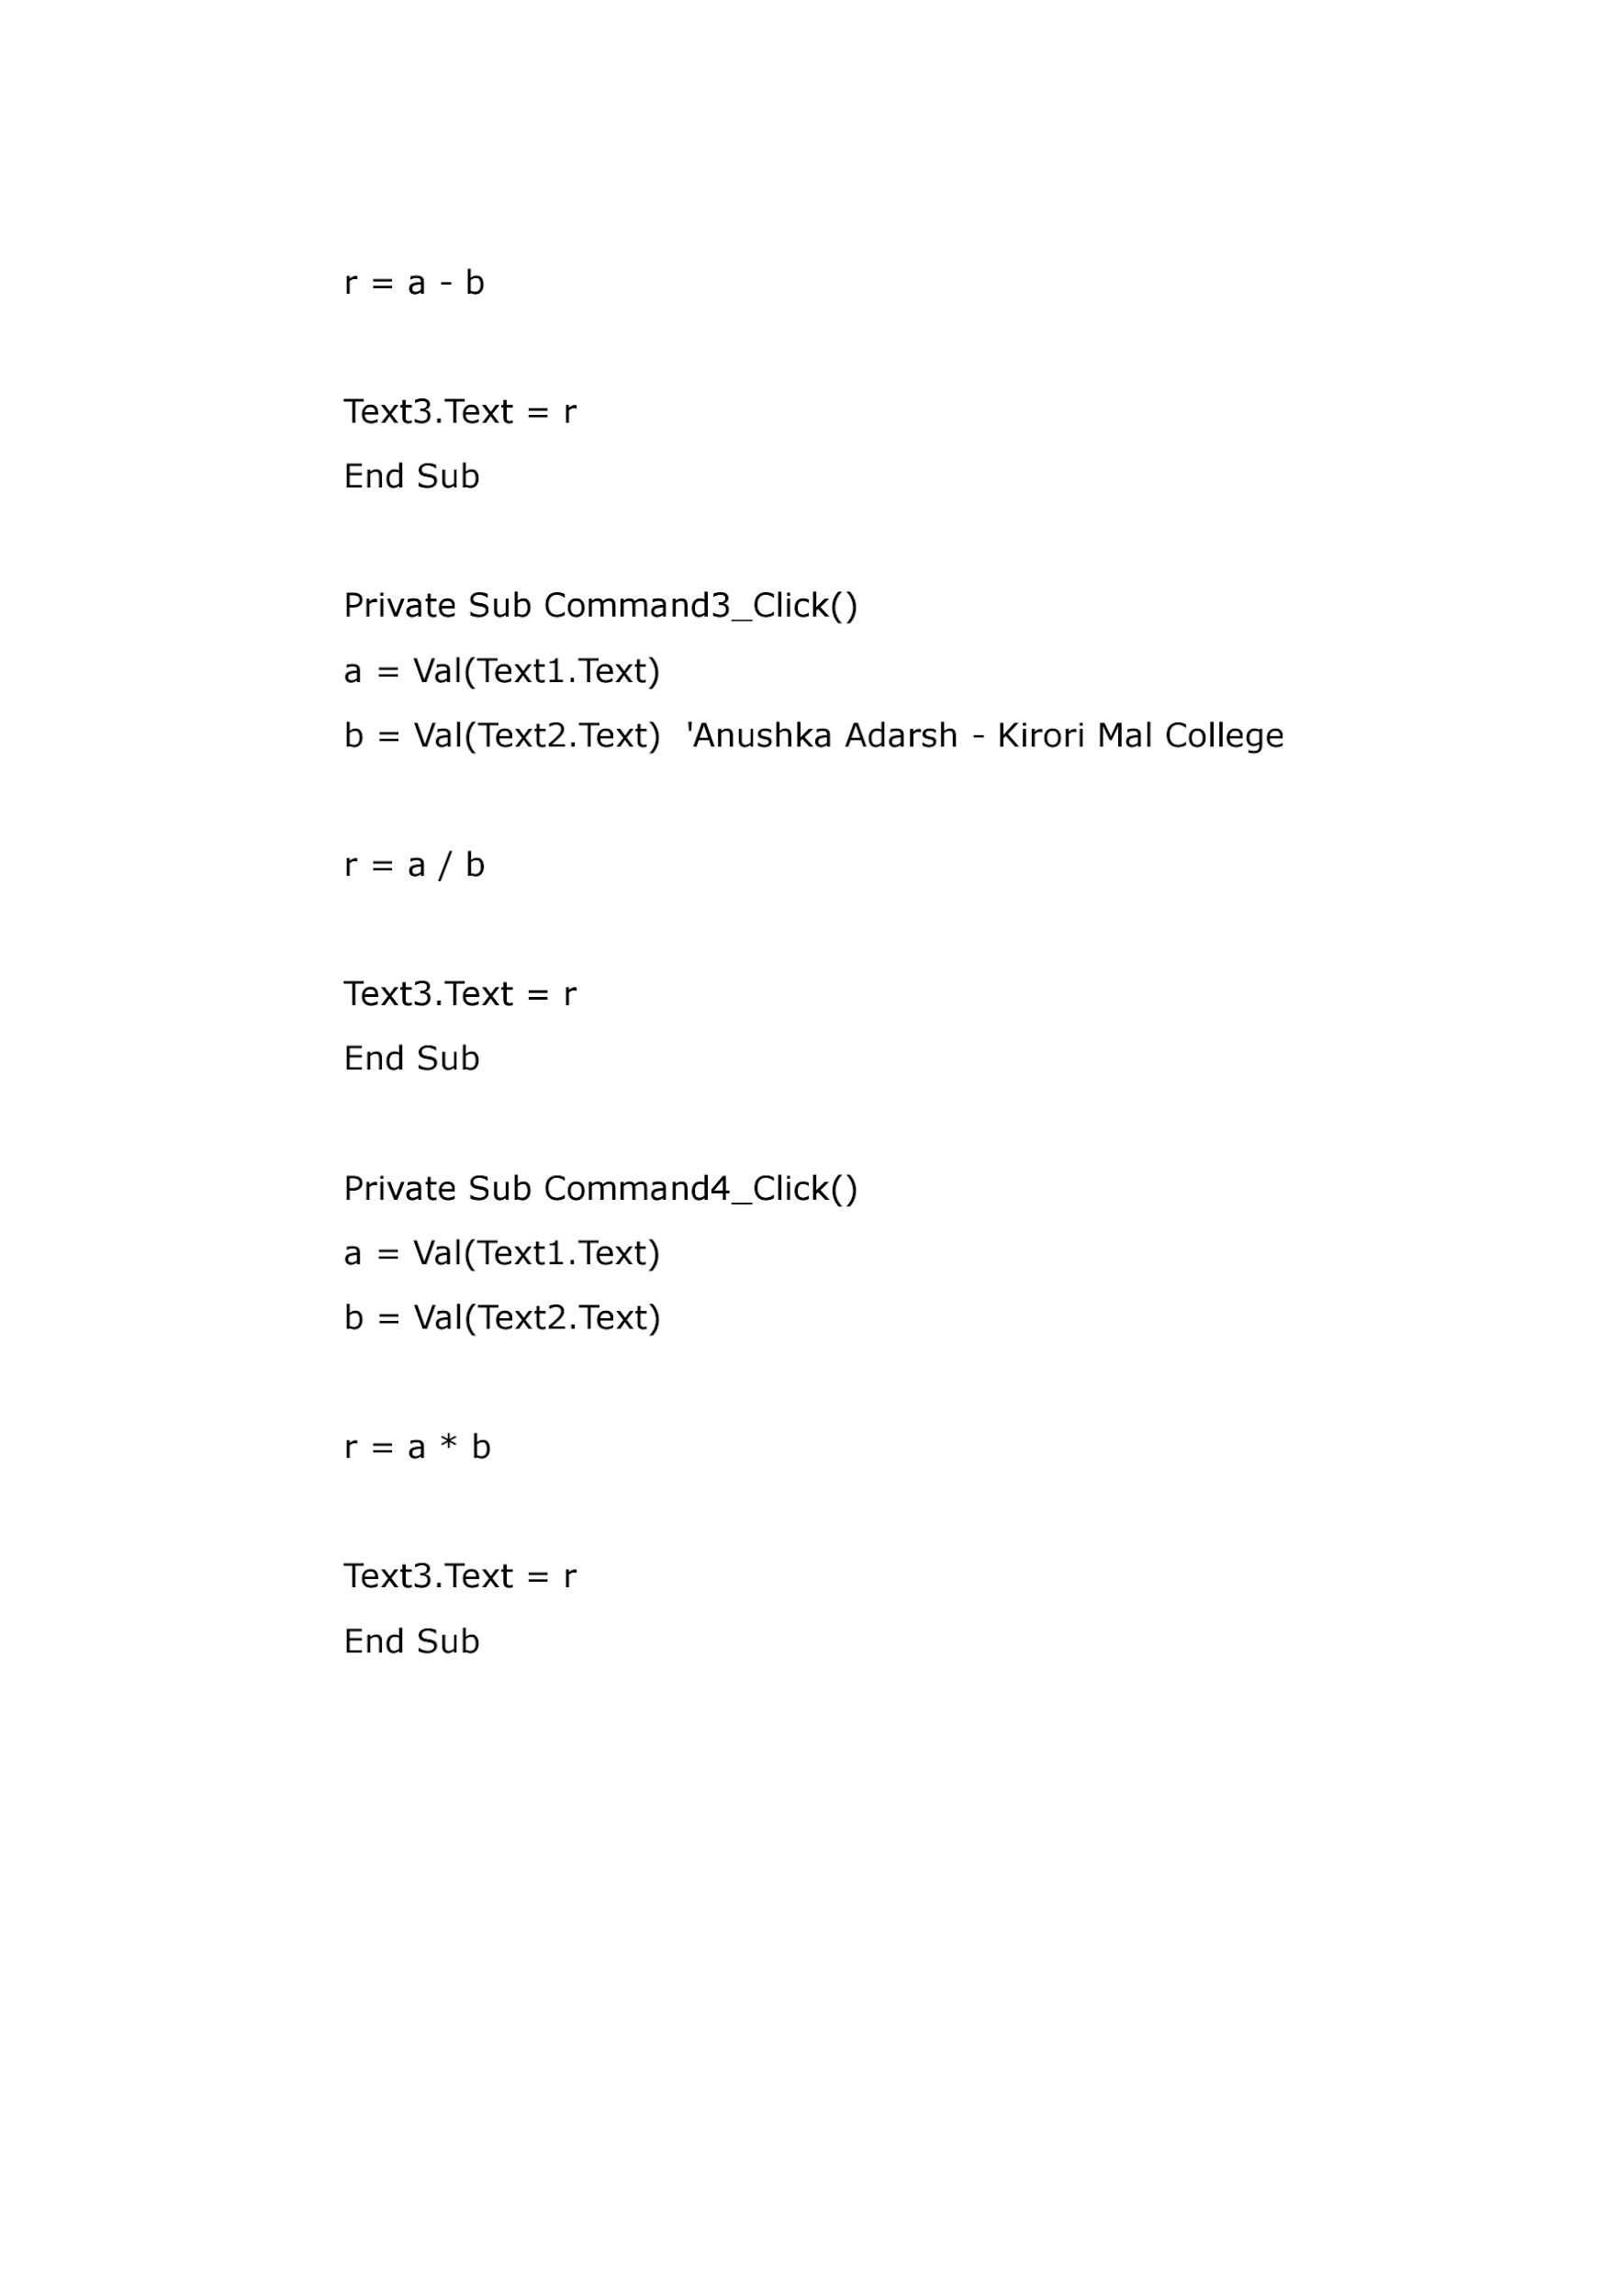 r = a - b
Text3.Text = r
End Sub
Private Sub Command3_Click()
a = Val(Text1.Text)
b = Val(Text2.Text)  'Anushka Adarsh - Kirori Mal College
r = a / b
Text3.Text = r
End Sub
Private Sub Command4_Click()
a = Val(Text1.Text)
b = Val(Text2.Text)
r = a * b
Text3.Text = r
End Sub